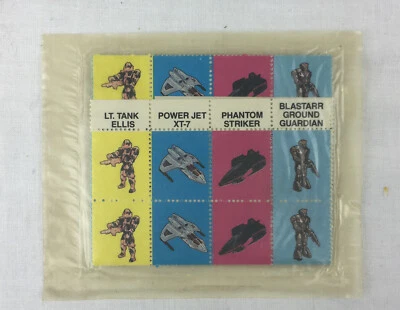 LT. TANK
ELLIS
POWER JET
XT-7
PHANTOM
STRIKER
BLASTARR
GROUND
GUARDIAN